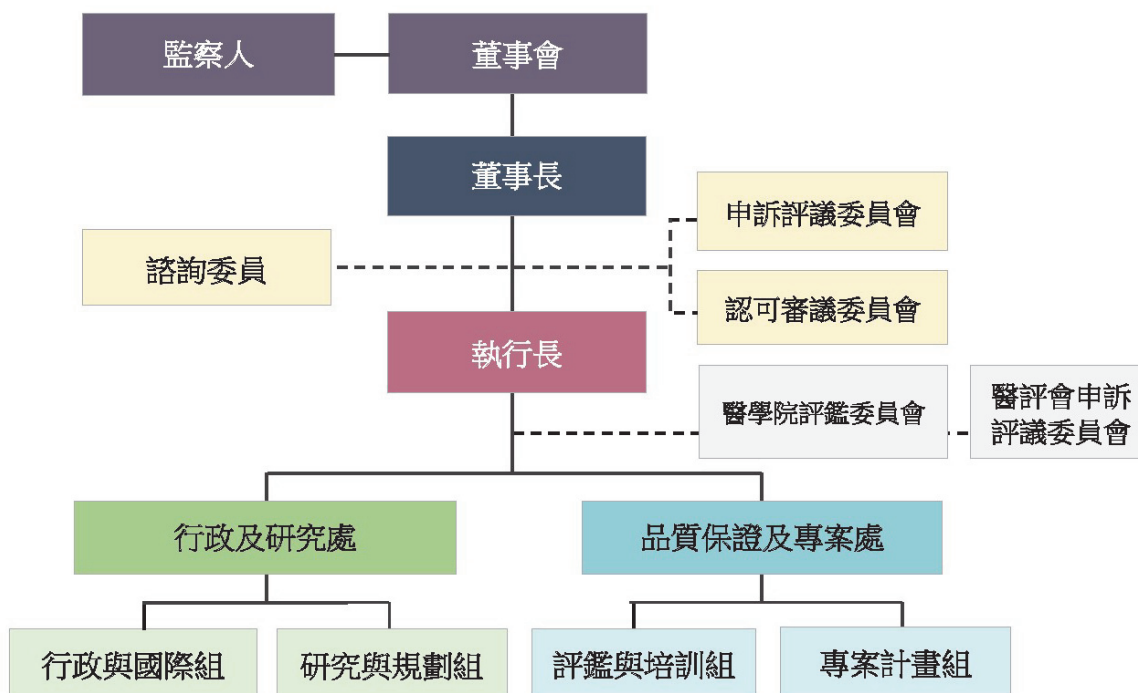 監察人
董事會
董事長
諮詢委員
申訴評議委員會
認可審議委員會
執行長
醫學院評鑑委員會
醫評會申訴
評議委員會
行政及研究處
品質保證及專案處
行政與國際組
研究與規劃組
評鑑與培訓組
專案計畫組